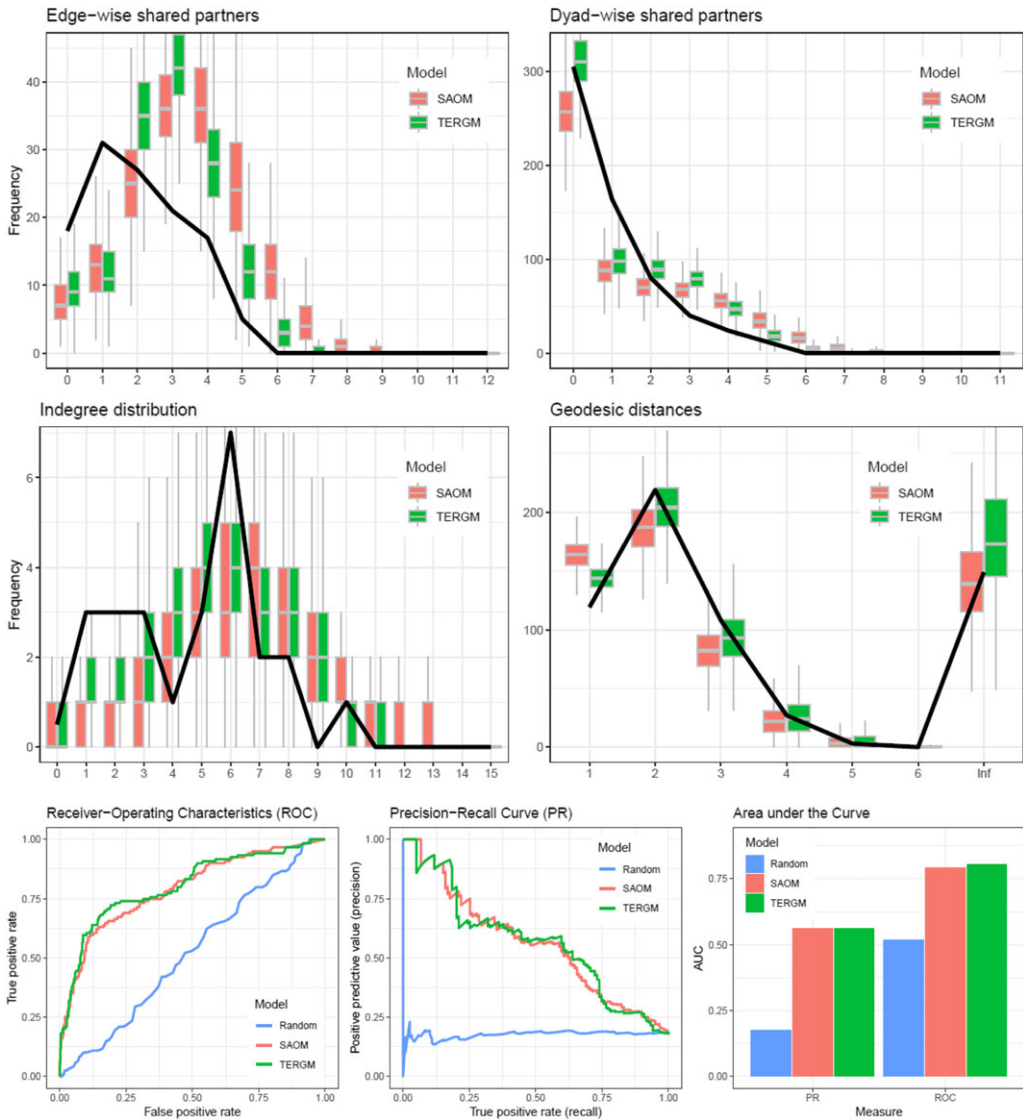 Edge−wise shared partners
Dyad−wise shared partners
Frequency
40
30
20
10
0
Model
SAOM
TERGM
0 1 2 3 4 5 6 7 8 9 10 11 12
300
200
100
0
Model
SAOM
TERGM
0 1 2 3 4 5 6 7 8 9 10 11
Indegree distribution
Geodesic distances
Frequency
6
4
2
0
Model
SAOM
TERGM
0 1 2 3 4 5 6 7 8 9 10 11 12 13 14 15
200
100
0
Model
SAOM
TERGM
1 2 3 4 5 6 Inf
Receiver−Operating Characteristics (ROC)
Precision−Recall Curve (PR)
Area under the Curve
True positive rate
1.00
0.75
0.50
0.25
0.00
Model
Random
SAOM
TERGM
0.00 0.25 0.50 0.75 1.00
False positive rate
Positive predictive value (precision)
1.00
0.75
0.50
0.25
0.00
Model
Random
SAOM
TERGM
0.00 0.25 0.50 0.75 1.00
True positive rate (recall)
AUC
0.75
0.50
0.25
0.00
Model
Random
SAOM
TERGM
PR ROC
Measure